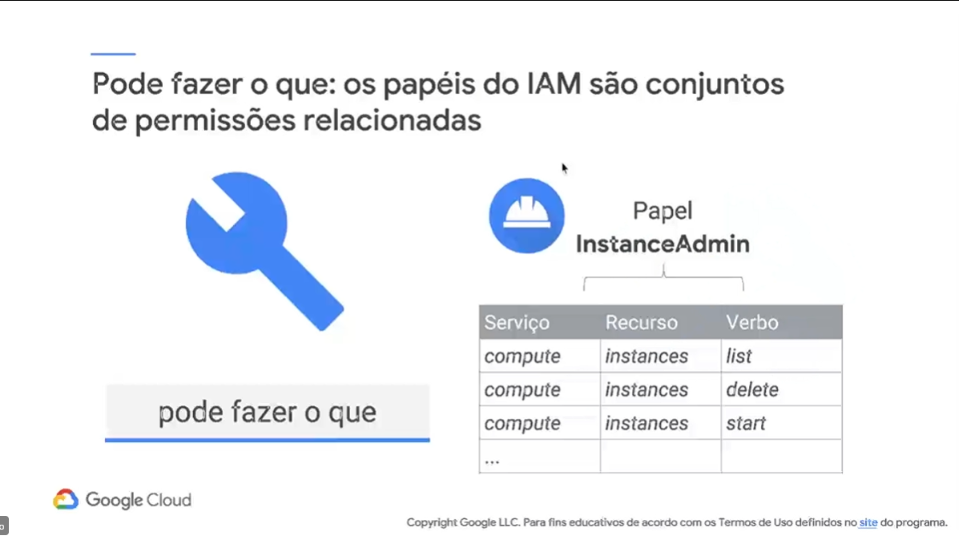 Pode fazer o que: os papéis do IAM são conjuntos
de permissões relacionadas
Papel
InstanceAdmin
Serviço Recurso Verbo
compute instances list
compute instances delete
compute instances start
...
pode fazer o que
Google Cloud
Copyright Google LLC. Para fins educativos de acordo com os Termos de Uso definidos no site do programa.